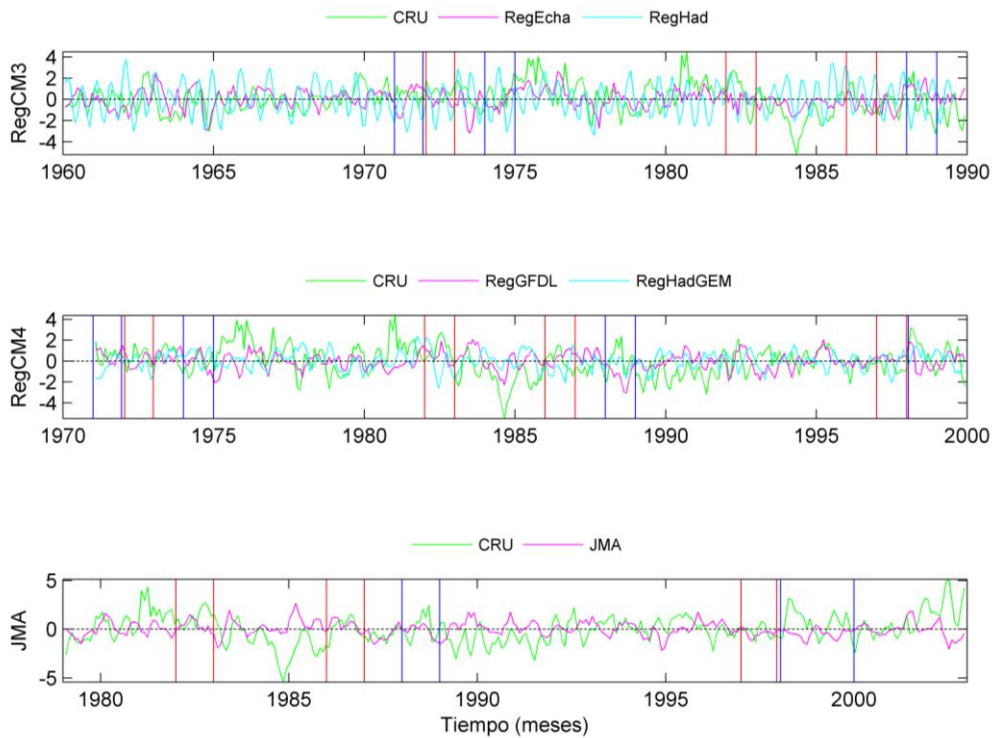 CRU RegEcha RegHad
RegCM3
4
2
0
-2
-4
1960 1965 1970 1975 1980 1985 1990
CRU RegGFDL RegHadGEM
RegCM4
4
2
0
-2
-4
1970 1975 1980 1985 1990 1995 2000
CRU JMA
JMA
5
0
-5
1980 1985 1990 1995 2000
Tiempo (meses)